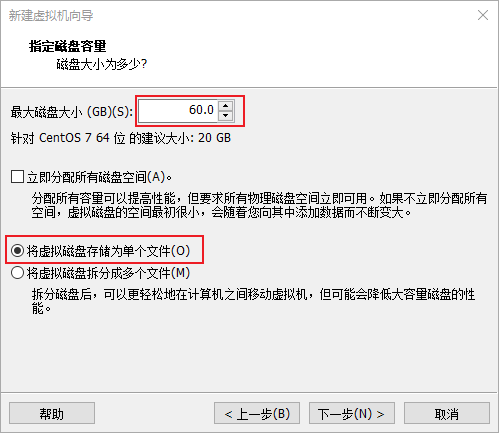 新建虚拟机向导
指定磁盘容量
磁盘大小为多少?
最大磁盘大小 (GB)(S): 60.0
针对 CentOS 7 64 位 的建议大小: 20 GB
立即分配所有磁盘空间(A)。
分配所有容量可以提高性能，但要求所有物理磁盘空间立即可用。如果不立即分配所有
空间，虚拟磁盘的空间最初很小，会随着您向其中添加数据而不断变大。
将虚拟磁盘存储为单个文件(O)
将虚拟磁盘拆分成多个文件(M)
拆分磁盘后，可以更轻松地在计算机之间移动虚拟机，但可能会降低大容量磁盘的性
能。
帮助 < 上一步(B) 下一步(N) > 取消